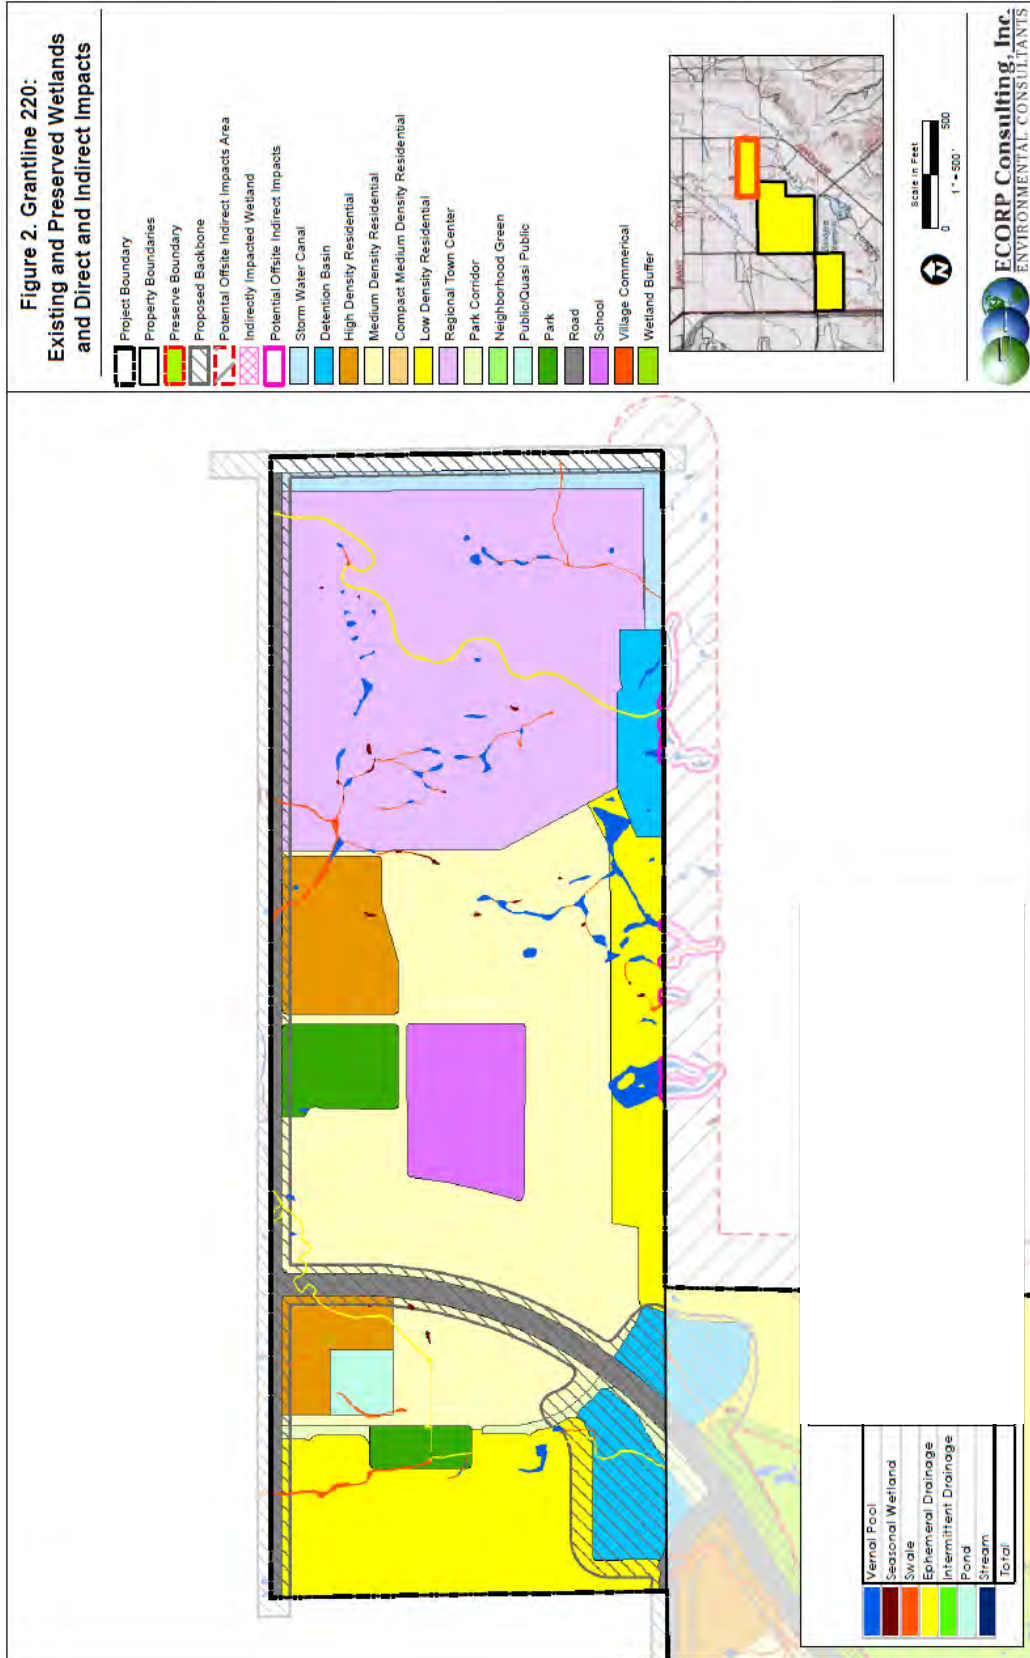 Figure 2. Grantline 220:
Existing and Preserved Wetlands
and Direct and Indirect Impacts
Project Boundary
Property Boundaries
Preserve Boundary
Proposed Backbone
Potential Offsite Indirect Impacts Area
Indirectly Impacted Wetland
Potential Offsite Indirect Impacts
Storm Water Canal
Detention Basin
High Density Residential
Medium Density Residential
Compact Medium Density Residential
Low Density Residential
Regional Town Center
Park Corridor
Neighborhood Green
Public/Quasi Public
Park
Road
School
Village Commerical
Wetland Buffer
N
Scale in Feet
0 500
1" = 500'
ECORP Consulting, Inc.
ENVIRONMENTAL CONSULTANTS
Vernal Pool
Seasonal Wetland
Swale
Ephemeral Drainage
Intermittent Drainage
Pond
Stream
Total